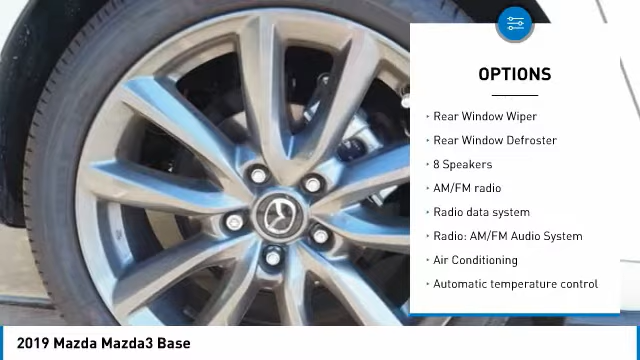 OPTIONS
Rear Window Wiper
Rear Window Defroster
8 Speakers
AM/FM radio
Radio data system
Radio: AM/FM Audio System
Air Conditioning
Automatic temperature control
2019 Mazda Mazda3 Base